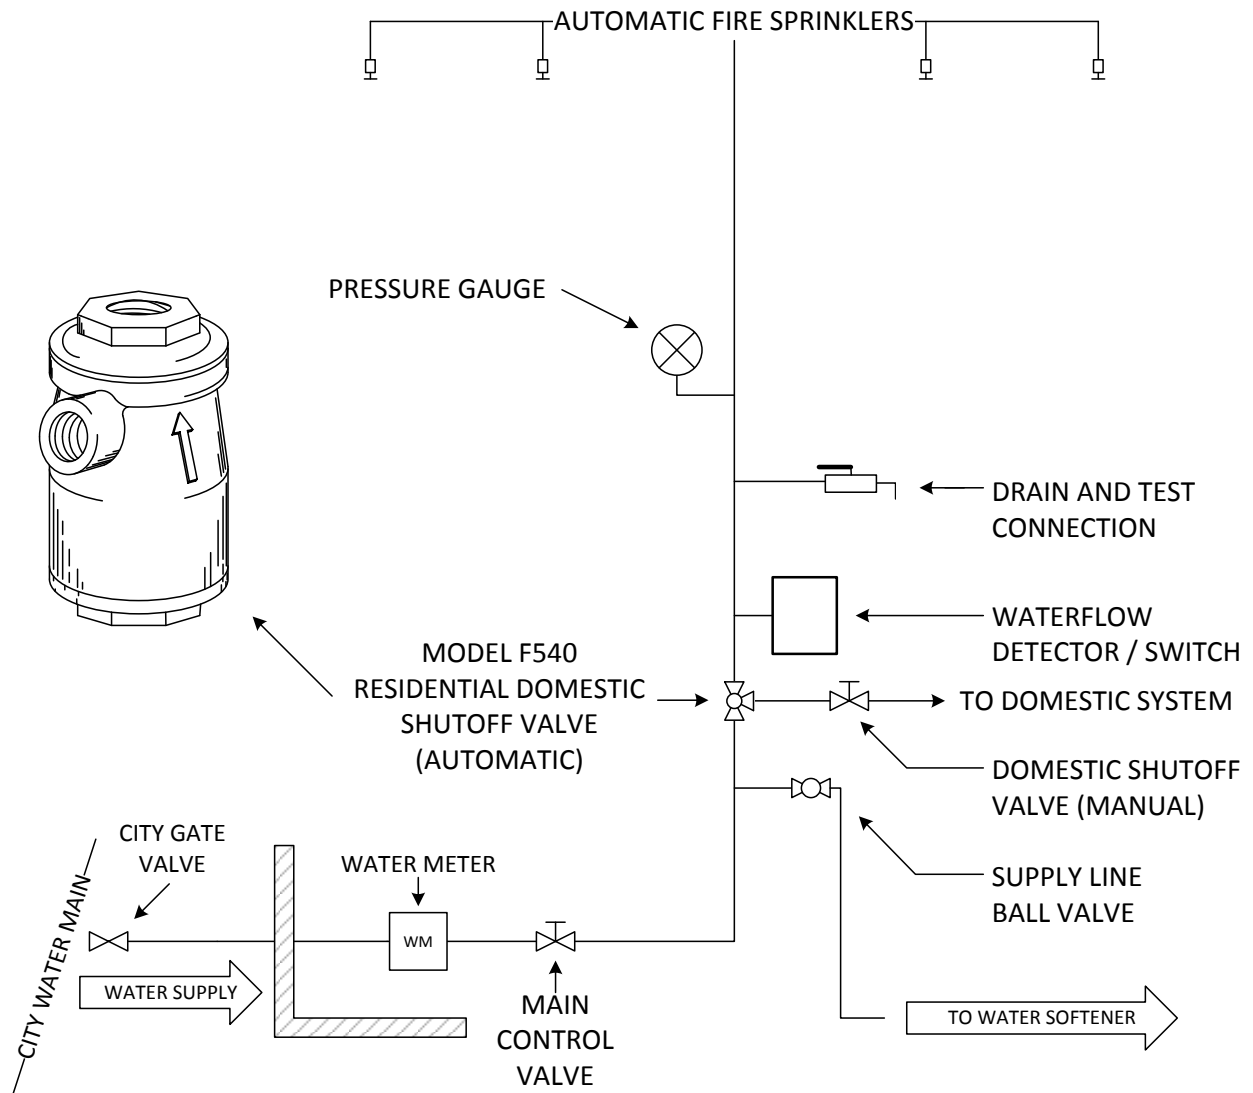 AUTOMATIC FIRE SPRINKLERS
PRESSURE GAUGE
DRAIN AND TEST
CONNECTION
WATERFLOW
DETECTOR / SWITCH
MODEL F540
RESIDENTIAL DOMESTIC
SHUTOFF VALVE
(AUTOMATIC)
TO DOMESTIC SYSTEM
DOMESTIC SHUTOFF
VALVE (MANUAL)
CITY GATE
VALVE
WATER METER
SUPPLY LINE
BALL VALVE
CITY WATER MAIN
WM
WATER SUPPLY
MAIN
CONTROL
VALVE
TO WATER SOFTENER